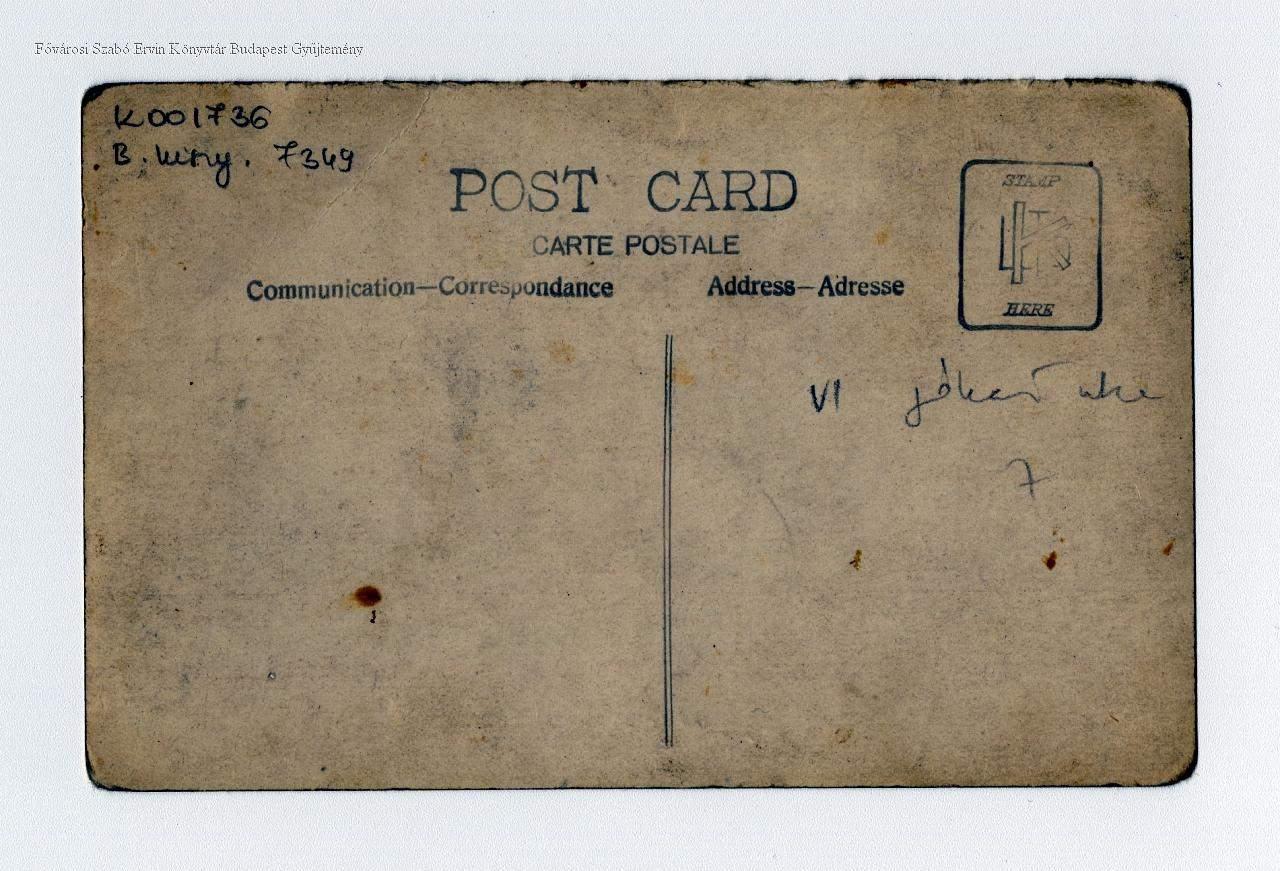 Fővárosi Szabó Ervin Könyvtár Budapest Gyűjtemény
K001736
B. 7349
POST CARD
STAMP
CARTE POSTALE
Communication—Correspondance
Address—Adresse
HERE
VI Jókai
7